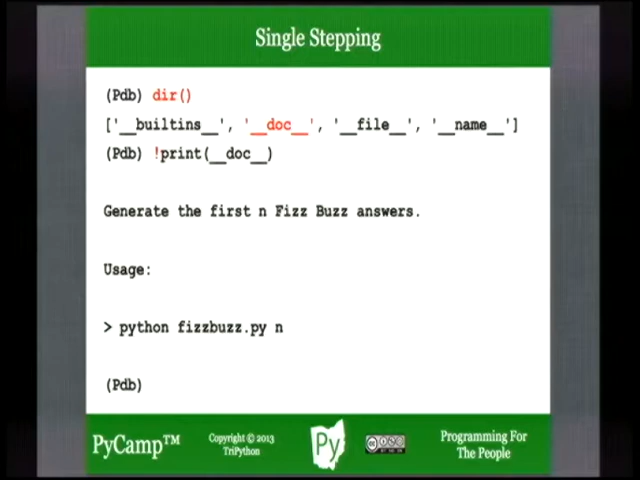 Single Stepping
(Pdb) dir()
['__builtins__', '__doc__', '__file__', '__name__']
(Pdb) !print(__doc__)
Generate the first n Fizz Buzz answers.
Usage:
> python fizzbuzz.py n
(Pdb)
PyCamp™
Copyright © 2013
TriPython
Py
Programming For
The People